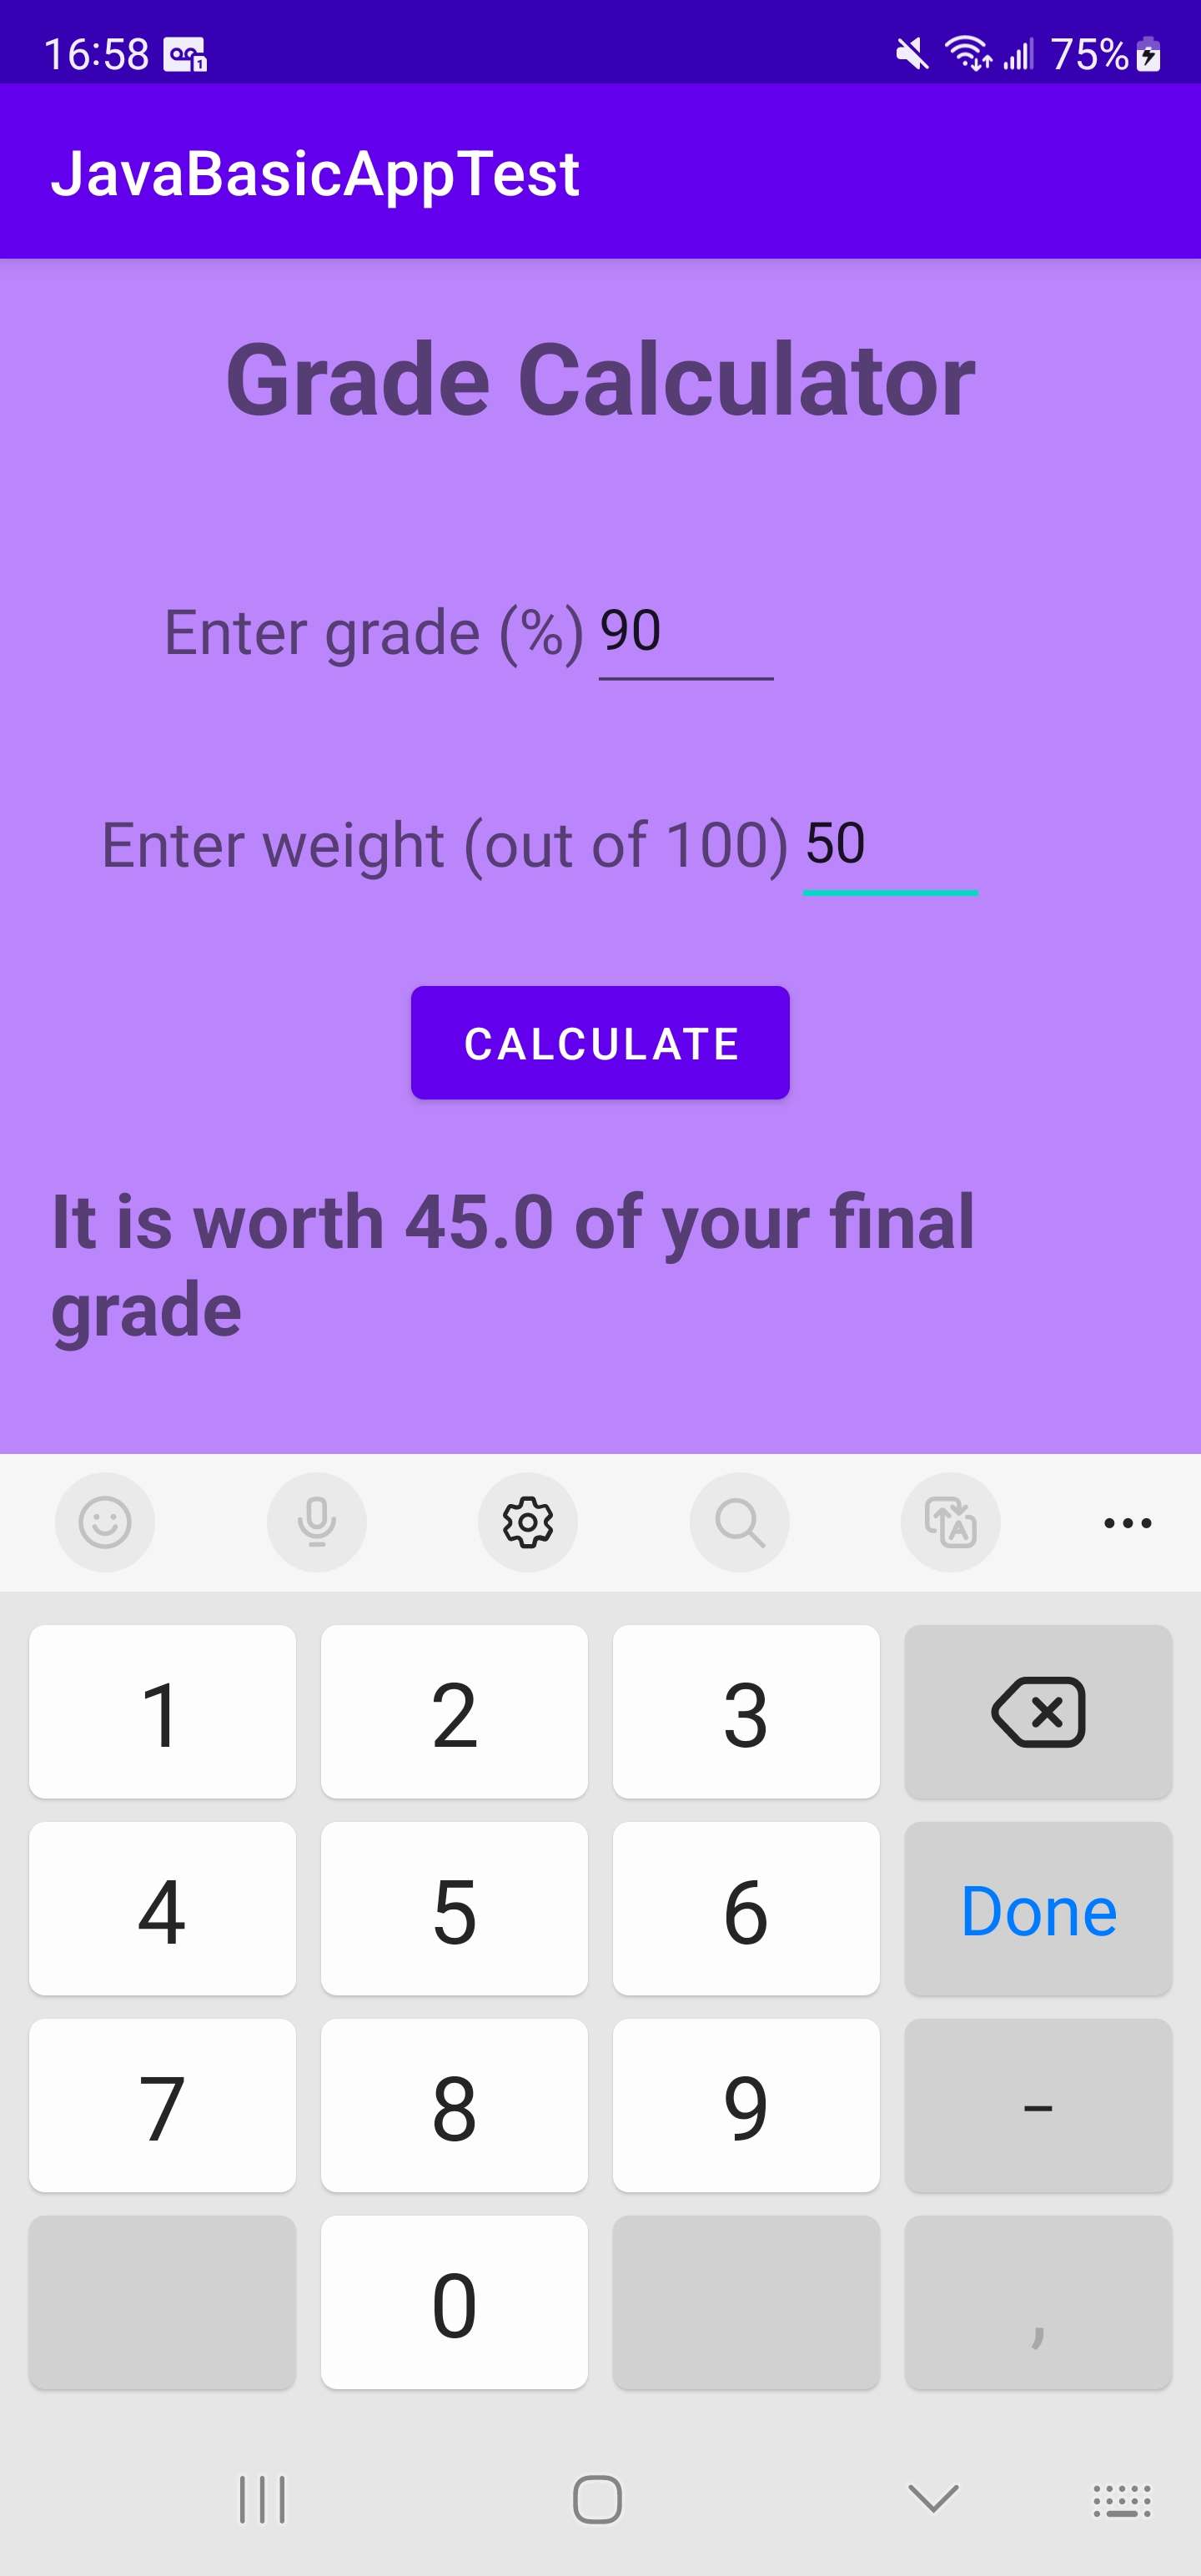 16:58 1 75%
JavaBasicAppTest
Grade Calculator
Enter grade (%) 90
Enter weight (out of 100) 50
CALCULATE
It is worth 45.0 of your final
grade
A
1 2 3
4 5 6 Done
7 8 9 -
0 ,